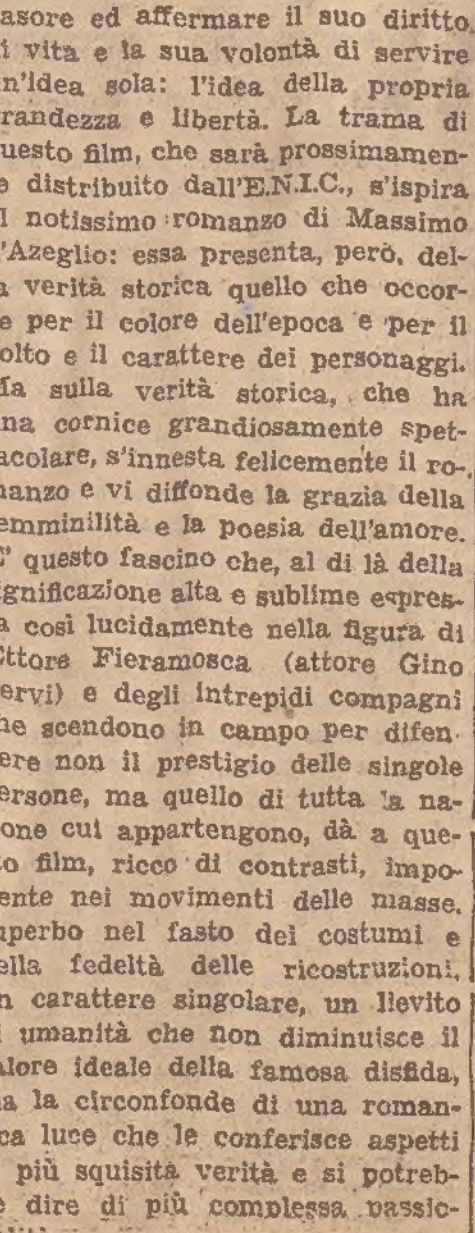 asore ed affermare il suo diritto
i vita e la sua volontà di servire
n'idea sola: l'idea della propria
randezza e libertà. La trama di
uesto film, che sarà prossimamen-
e distribuito dall'E.N.I.C., s'ispira
l notissimo romanzo di Massimo
'Azeglio: essa presenta, però, del-
a verità storica quello che occor-
e per il colore dell'epoca e per il
olto e il carattere dei personaggi.
Ma sulla verità storica, che ha
na cornice grandiosamente spet-
acolare, s'innesta felicemente il ro-
manzo e vi diffonde la grazia della
emminilità e la poesia dell'amore.
E' questo fascino che, al di là della
ignificazione alta e sublime espres-
a così lucidamente nella figura di
Ettore Fieramosca (attore Gino
ervi) e degli intrepidi compagni
he scendono in campo per difen-
ere non il prestigio delle singole
ersone, ma quello di tutta la na-
one cui appartengono, dà a que-
to film, ricco di contrasti, impo-
ente nei movimenti delle masse,
uperbo nel fasto dei costumi e
ella fedeltà delle ricostruzioni,
n carattere singolare, un lievito
i umanità che non diminuisce il
alore ideale della famosa disfida,
ma la circonfonde di una roman-
ca luce che le conferisce aspetti
i più squisita verità e si potreb-
e dire di più complessa passio-